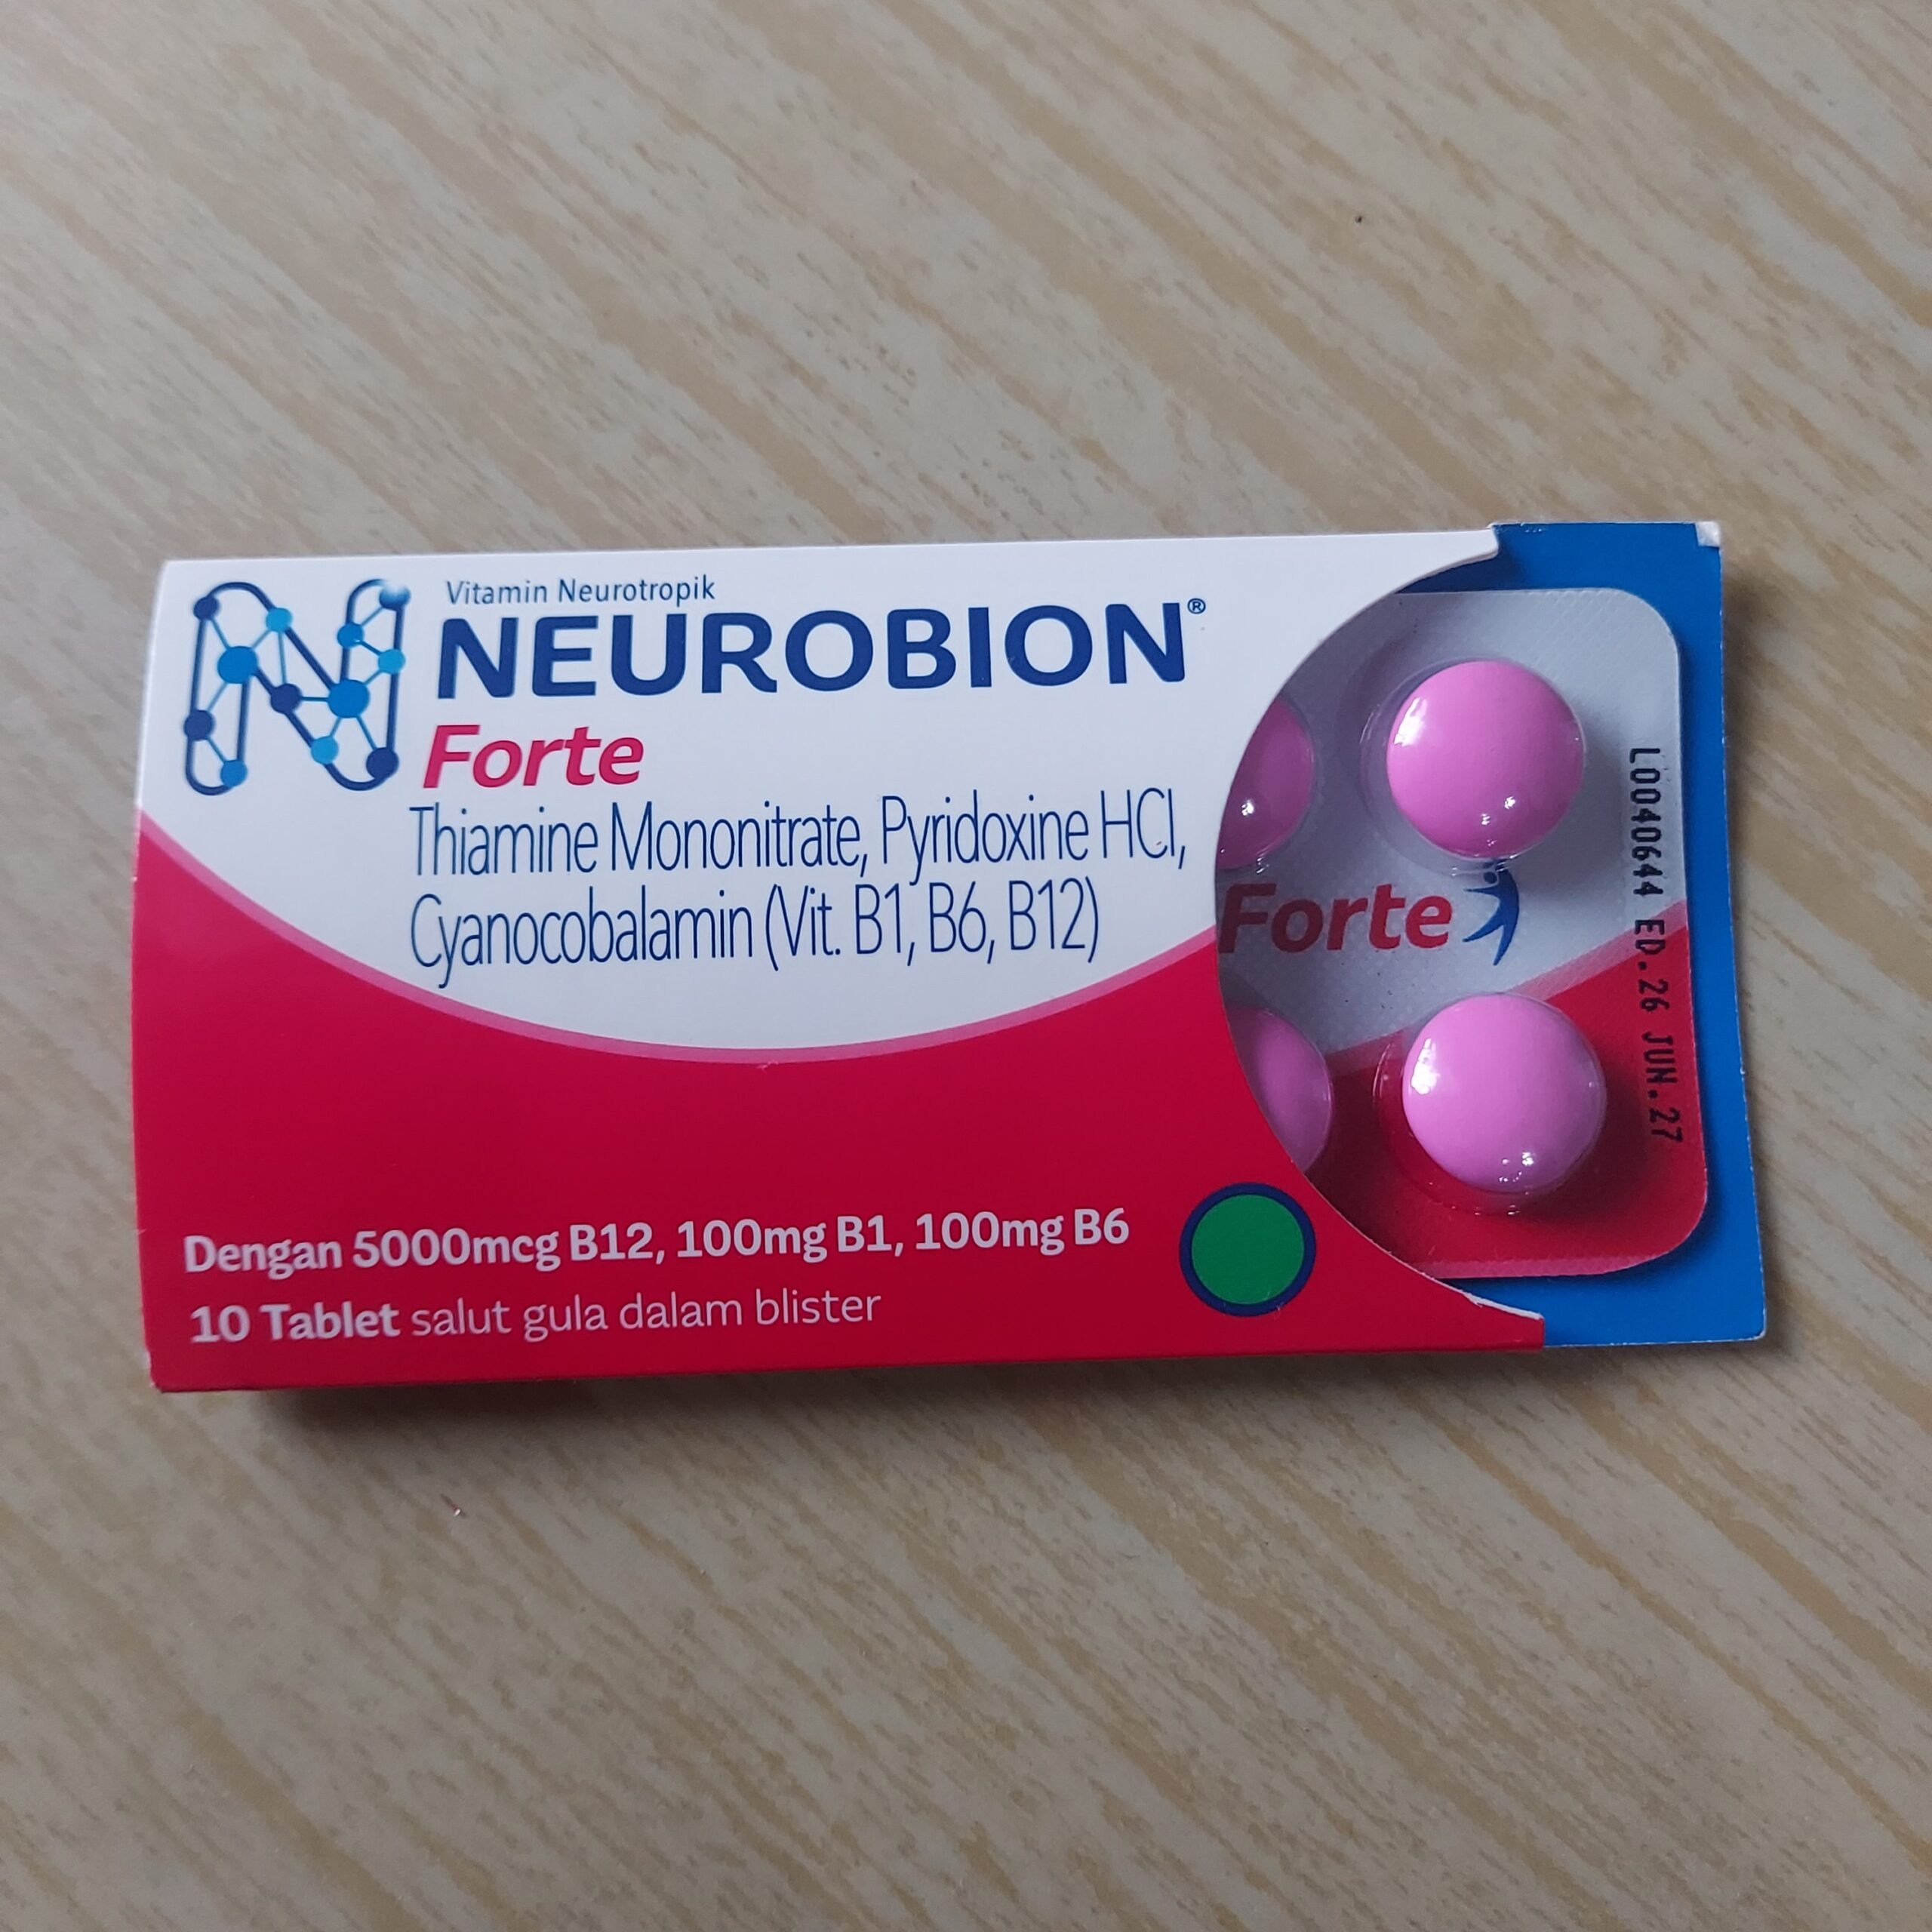 Vitamin Neurotropik
NEUROBION®
Forte
Thiamine Mononitrate, Pyridoxine HCl,
Cyanocobalamin (Vit. B1, B6, B12)
Dengan 5000mcg B12, 100mg B1, 100mg B6
10 Tablet salut gula dalam blister
Forte
L0040644 ED.26 JUN.27